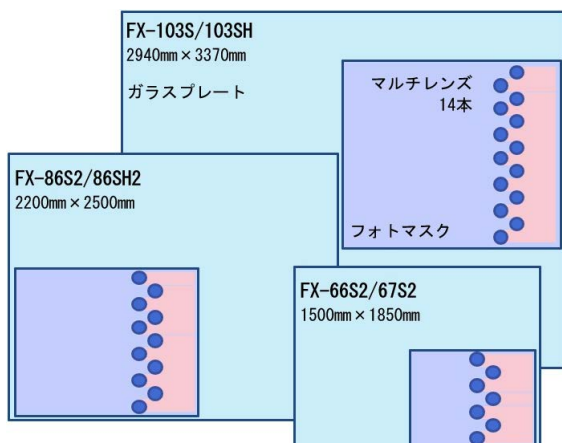 FX-103S/103SH
2940mm×3370mm
ガラスプレート
マルチレンズ
14本
フォトマスク
FX-86S2/86SH2
2200mm×2500mm
FX-66S2/67S2
1500mm×1850mm